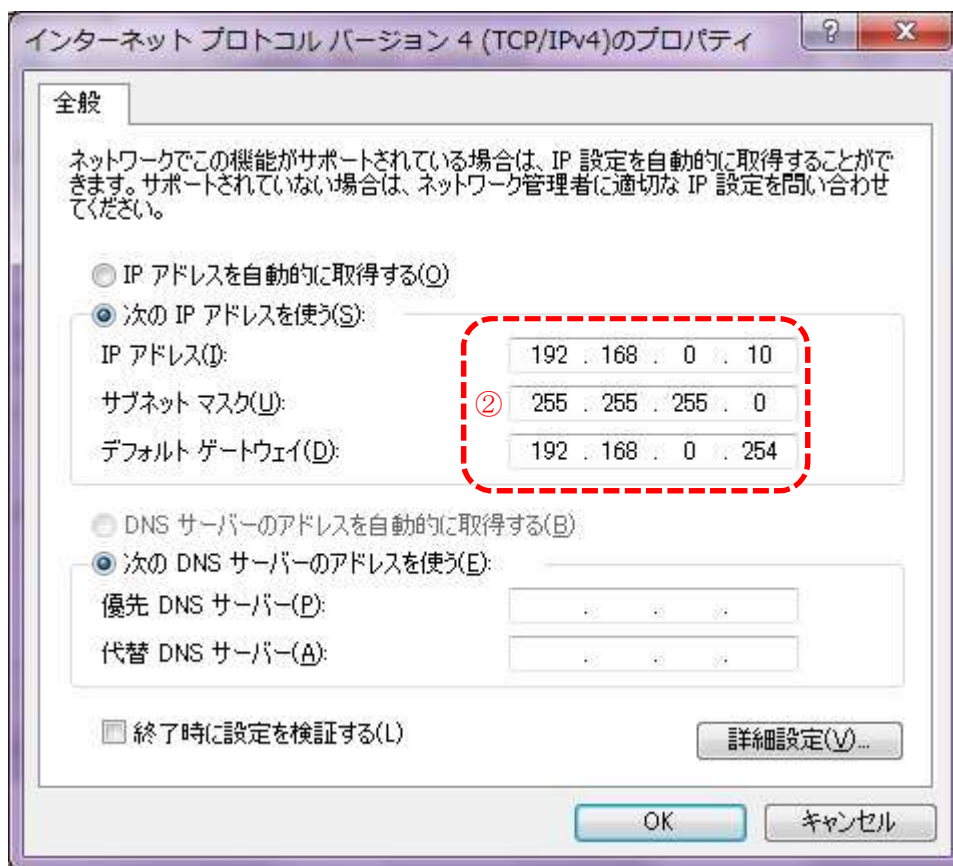 インターネット プロトコル バージョン 4 (TCP/IPv4)のプロパティ
全般
ネットワークでこの機能がサポートされている場合は、IP 設定を自動的に取得することがで
きます。サポートされていない場合は、ネットワーク管理者に適切な IP 設定を問い合わせ
てください。
IP アドレスを自動的に取得する(O)
次の IP アドレスを使う(S):
IP アドレス(I): 192 . 168 . 0 . 10
サブネット マスク(U): ② 255 . 255 . 255 . 0
デフォルト ゲートウェイ(D): 192 . 168 . 0 . 254
DNS サーバーのアドレスを自動的に取得する(B)
次の DNS サーバーのアドレスを使う(E):
優先 DNS サーバー(P): . . .
代替 DNS サーバー(A): . . .
終了時に設定を検証する(L)
詳細設定(V)...
OK キャンセル